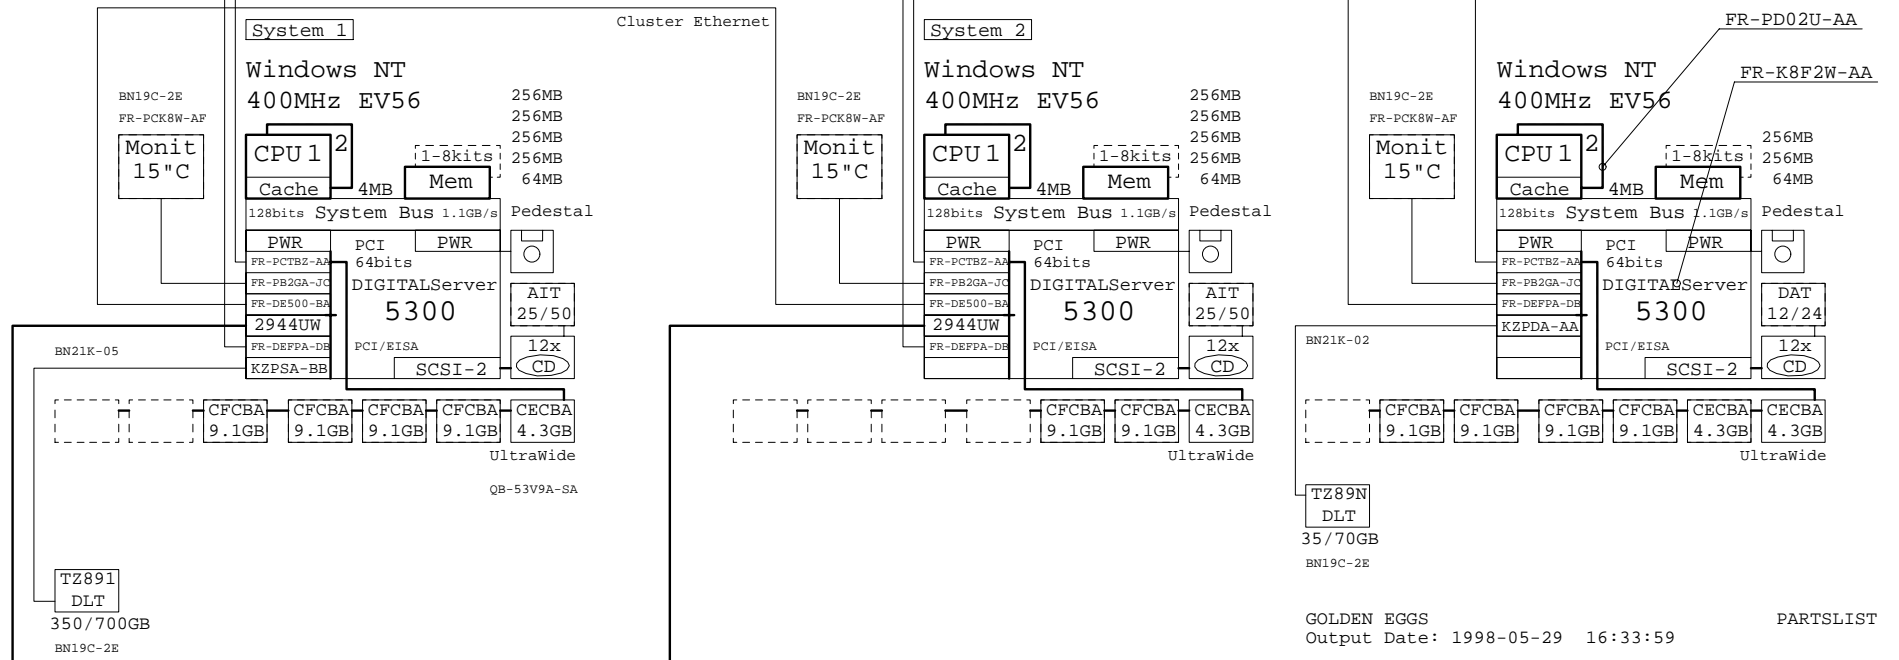 Cluster Ethernet
System 1
Windows NT
400MHz EV56
BN19C-2E
FR-PCK8W-AF
Monit
15"C
CPU 1
2
Cache
4MB
1-8kits
Mem
256MB
256MB
256MB
256MB
64MB
128bits System Bus 1.1GB/s
Pedestal
PWR
PCI
64bits
PWR
FR-PCTBZ-AA
FR-PB2GA-JC
FR-DE500-BA
2944UW
FR-DEFPA-DB
KZPSA-BB
DIGITALServer
5300
PCI/EISA
SCSI-2
AIT
25/50
12x
CD
BN21K-05
CFCBA
9.1GB
CFCBA
9.1GB
CFCBA
9.1GB
CFCBA
9.1GB
CECBA
4.3GB
UltraWide
QB-53V9A-SA
TZ891
DLT
350/700GB
BN19C-2E
System 2
Windows NT
400MHz EV56
BN19C-2E
FR-PCK8W-AF
Monit
15"C
CPU 1
2
Cache
4MB
1-8kits
Mem
256MB
256MB
256MB
256MB
64MB
128bits System Bus 1.1GB/s
Pedestal
PWR
PCI
64bits
PWR
FR-PCTBZ-AA
FR-PB2GA-JC
FR-DE500-BA
2944UW
FR-DEFPA-DB
DIGITALServer
5300
PCI/EISA
SCSI-2
AIT
25/50
12x
CD
CFCBA
9.1GB
CFCBA
9.1GB
CECBA
4.3GB
UltraWide
FR-PD02U-AA
FR-K8F2W-AA
Windows NT
400MHz EV56
BN19C-2E
FR-PCK8W-AF
Monit
15"C
CPU 1
2
Cache
4MB
1-8kits
Mem
256MB
256MB
64MB
128bits System Bus 1.1GB/s
Pedestal
PWR
PCI
64bits
PWR
FR-PCTBZ-AA
FR-PB2GA-JC
FR-DEFPA-DB
KZPDA-AA
DIGITALServer
5300
PCI/EISA
SCSI-2
DAT
12/24
12x
CD
BN21K-02
CFCBA
9.1GB
CFCBA
9.1GB
CFCBA
9.1GB
CFCBA
9.1GB
CECBA
4.3GB
CECBA
4.3GB
UltraWide
TZ89N
DLT
35/70GB
BN19C-2E
GOLDEN EGGS
PARTSLIST
Output Date: 1998-05-29 16:33:59